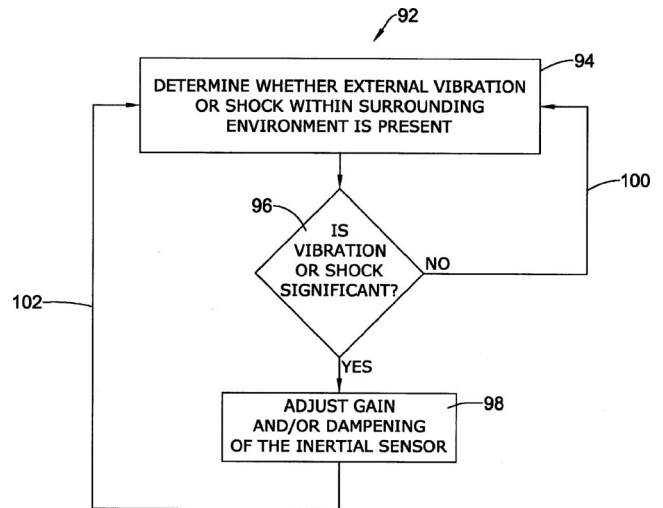 92
94
DETERMINE WHETHER EXTERNAL VIBRATION
OR SHOCK WITHIN SURROUNDING
ENVIRONMENT IS PRESENT
100
96
IS
VIBRATION
OR SHOCK
SIGNIFICANT?
NO
102
YES
ADJUST GAIN
AND/OR DAMPENING
OF THE INERTIAL SENSOR
98